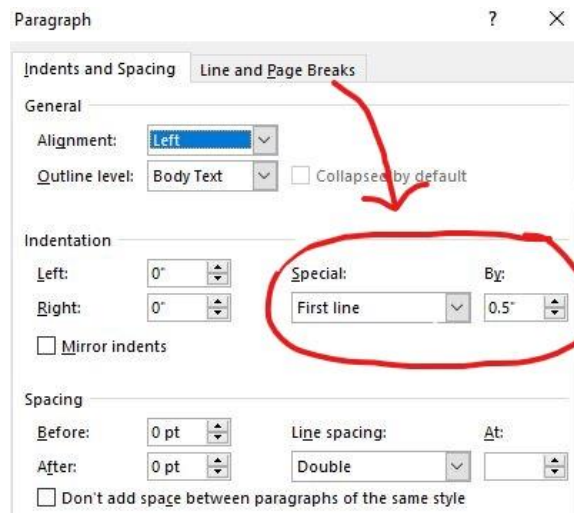 Paragraph ? ×
Indents and Spacing Line and Page Breaks
General
Alignment: Left
Outline level: Body Text Collapsed by default
Indentation
Left: 0" Special: By:
Right: 0" First line 0.5"
Mirror indents
Spacing
Before: 0 pt Line spacing: At:
After: 0 pt Double
Don't add space between paragraphs of the same style